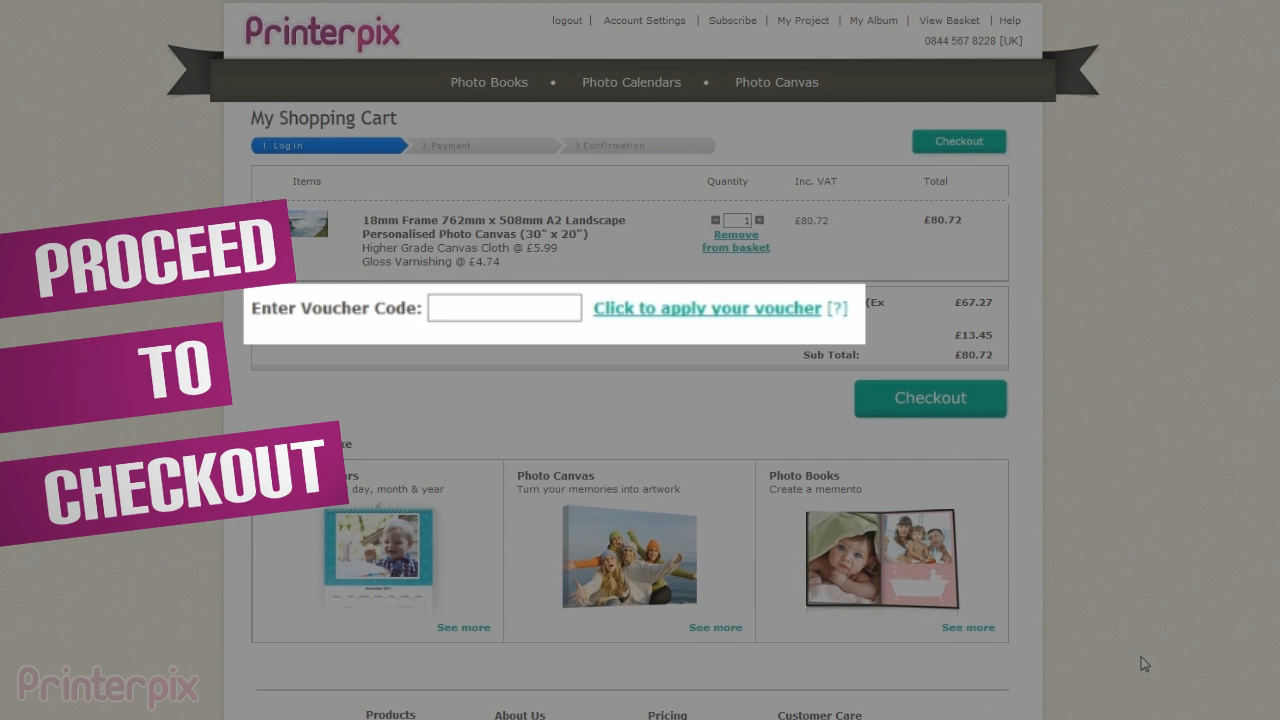 Printerpix
logout | Account Settings | Subscribe | My Project | My Album | View Basket | Help
0844 567 8228 [UK]
Photo Books • Photo Calendars • Photo Canvas
My Shopping Cart
1. Log in 2. Payment 3 Confirmation
Checkout
Items Quantity Inc. VAT Total
18mm Frame 762mm x 508mm A2 Landscape 1 £80.72 £80.72
Personalised Photo Canvas (30" x 20") Remove
Higher Grade Canvas Cloth @ £5.99 from basket
Gloss Varnishing @ £4.74
PROCEED
TO
CHECKOUT
Enter Voucher Code: Click to apply your voucher [?] (Ex £67.27
£13.45
Sub Total: £80.72
Checkout
day, month & year
Photo Canvas
Turn your memories into artwork
Photo Books
Create a memento
See more See more See more
Printerpix
Products About Us Pricing Customer Care